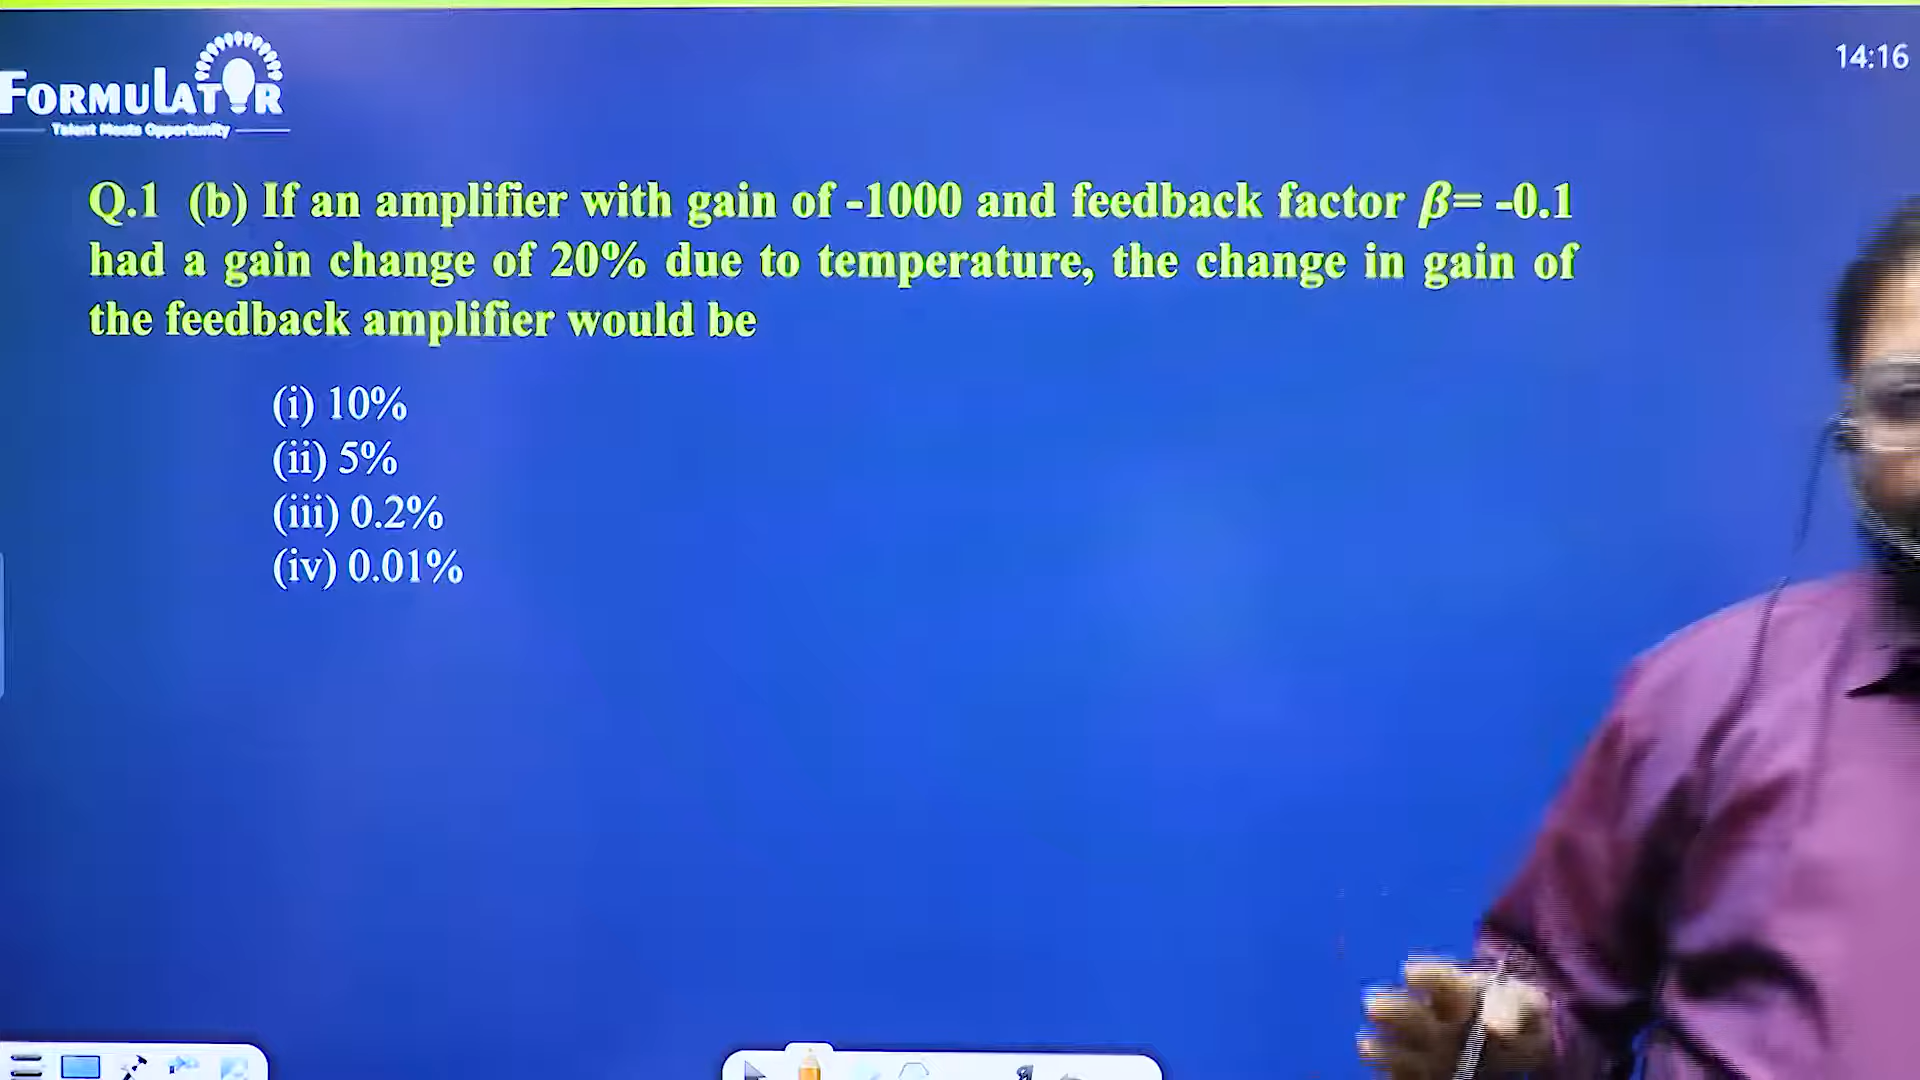 14:16
FORMULATOR
Talent Meets Opportunity
Q.1 (b) If an amplifier with gain of -1000 and feedback factor β= -0.1
had a gain change of 20% due to temperature, the change in gain of
the feedback amplifier would be
(i) 10%
(ii) 5%
(iii) 0.2%
(iv) 0.01%